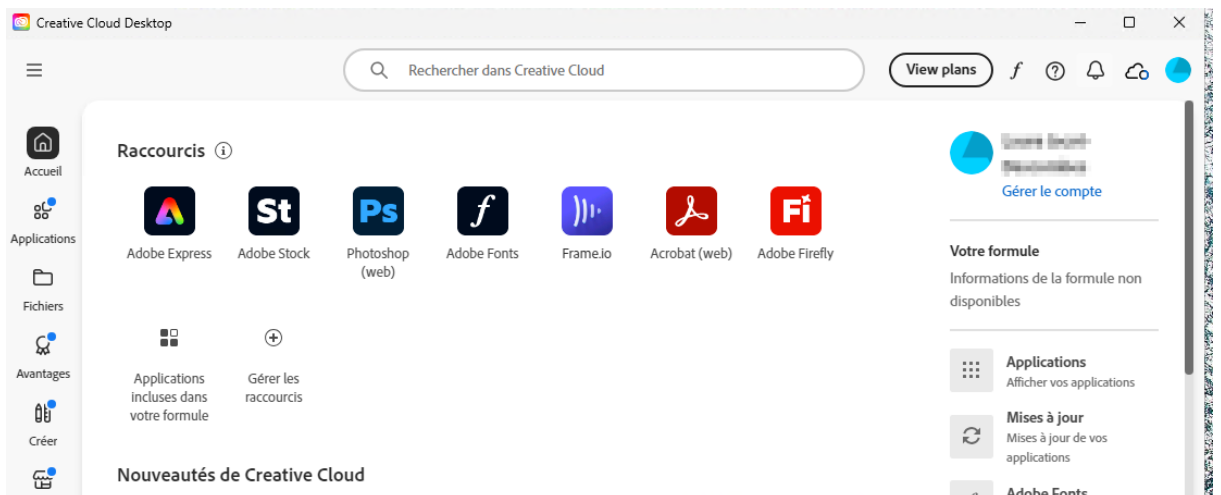 Creative Cloud Desktop
Rechercher dans Creative Cloud
View plans
Accueil
Applications
Fichiers
Avantages
Créer
Raccourcis
St
Ps
Fi
Adobe Express
Adobe Stock
Photoshop
(web)
Adobe Fonts
Frame.io
Acrobat (web)
Adobe Firefly
Applications
incluses dans
votre formule
Gérer les
raccourcis
Nouveautés de Creative Cloud
Gérer le compte
Votre formule
Informations de la formule non
disponibles
Applications
Afficher vos applications
Mises à jour
Mises à jour de vos
applications
Adobe Fonts